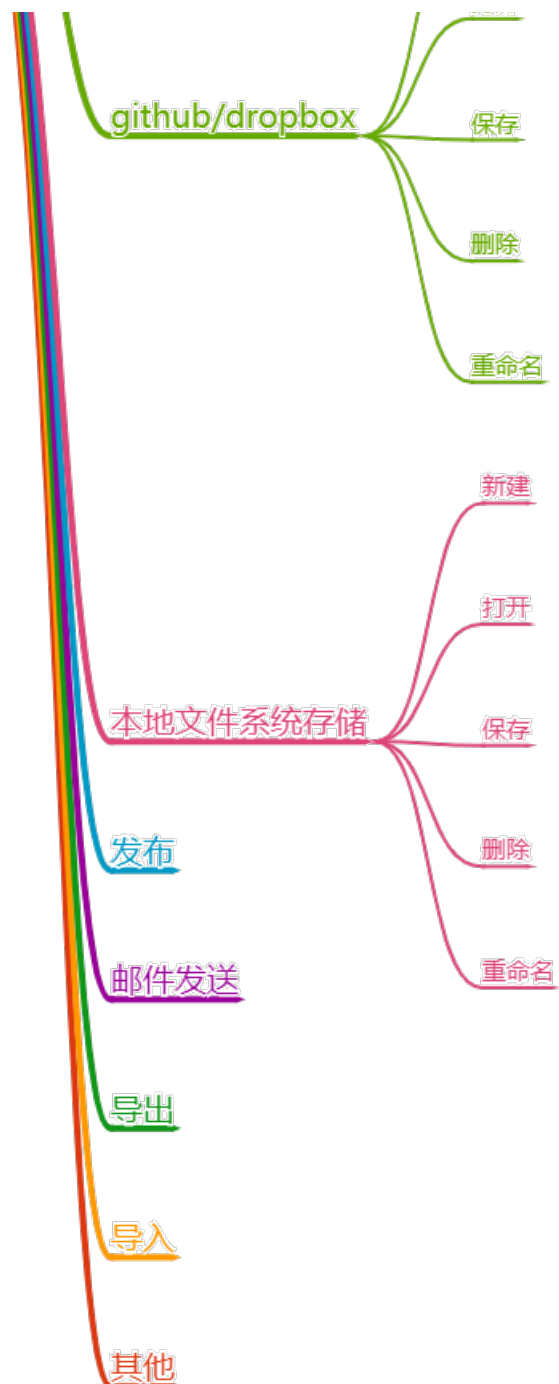 github/dropbox
保存
删除
重命名
本地文件系统存储
新建
打开
保存
删除
重命名
发布
邮件发送
导出
导入
其他